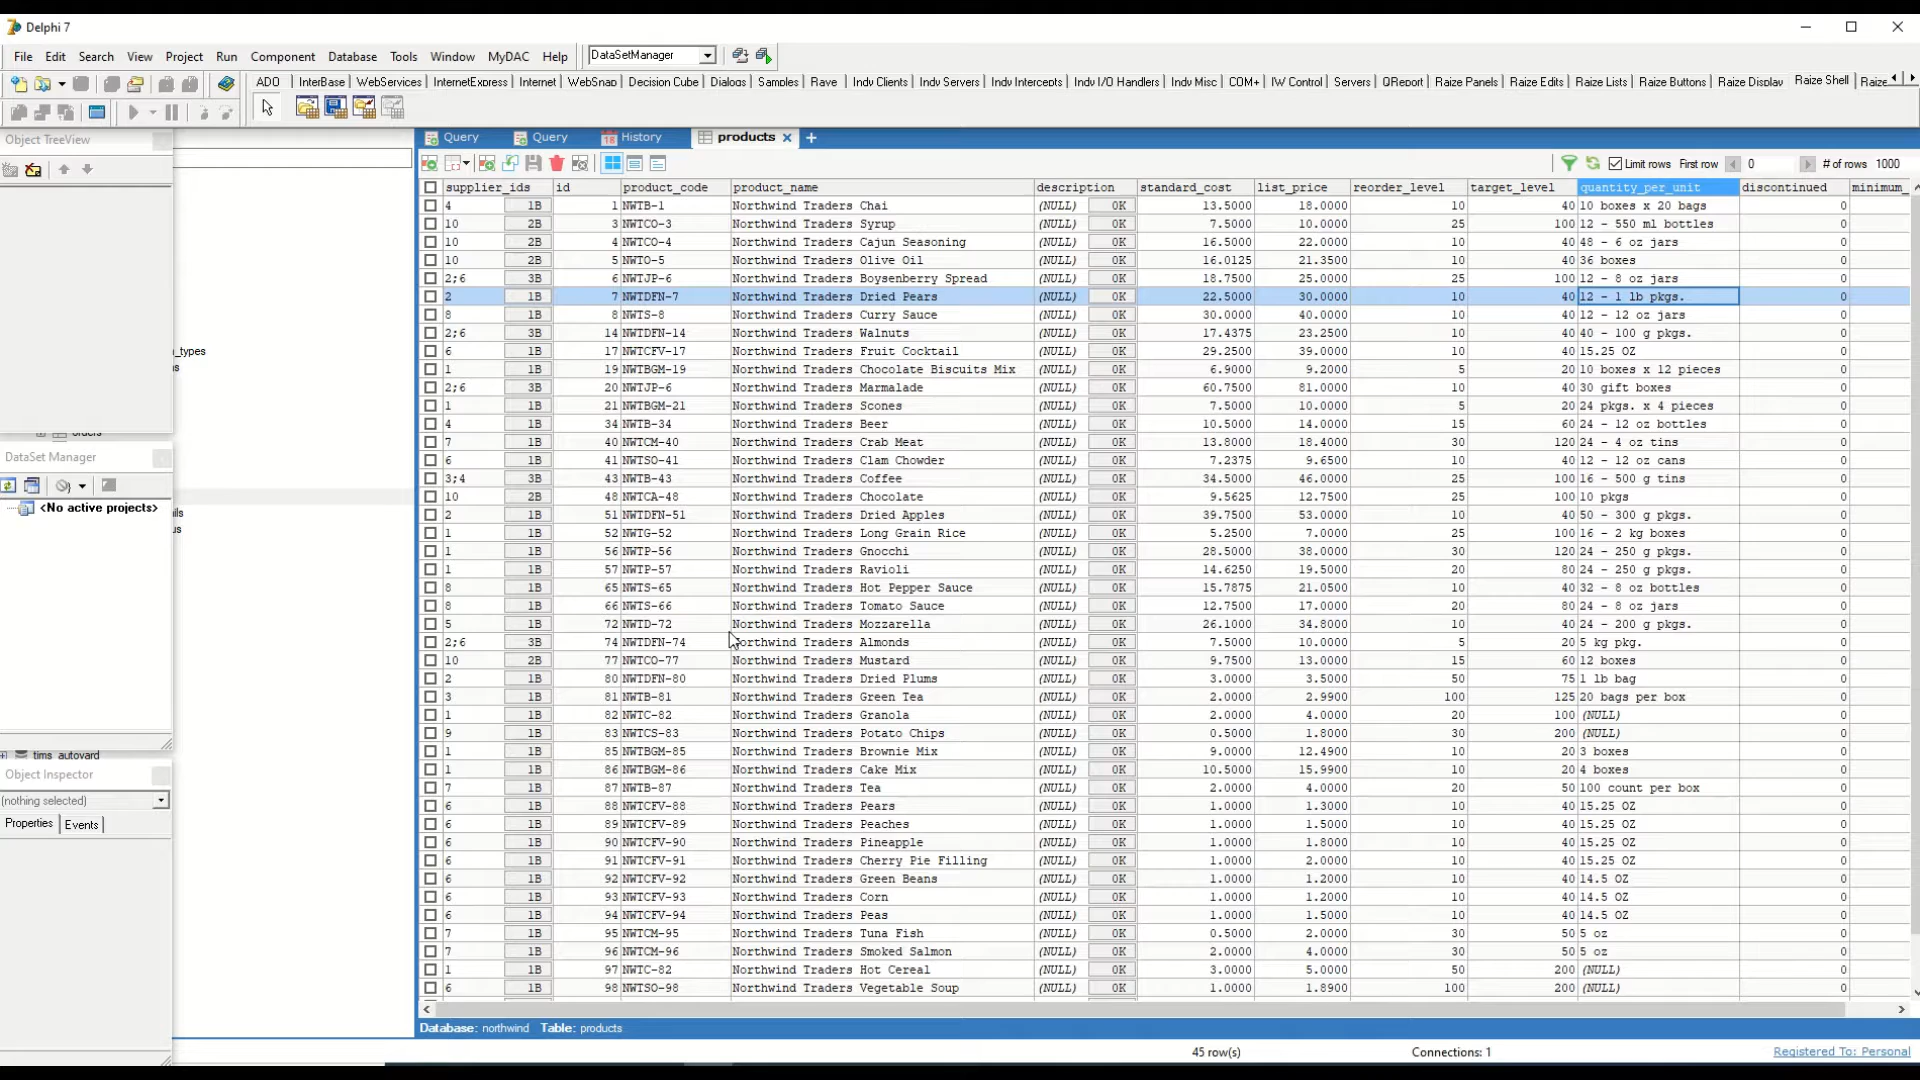 Delphi 7
File Edit Search View Project Run Component Database Tools Window MyDAC Help DataSetManager
ADO InterBase WebServices InternetExpress Internet WebSnap Decision Cube Dialogs Samples Rave Indy Clients Indy Servers Indy Intercepts Indy I/O Handlers Indy Misc COM+ IW Control Servers QReport Raize Panels Raize Edits Raize Lists Raize Buttons Raize Display Raize Shell Raize
Object TreeView
Query Query History products
Limit rows First row 0 # of rows 1000
supplier_ids id product_code product_name description standard_cost list_price reorder_level target_level quantity_per_unit discontinued minimum_
4 1B 1 NWTB-1 Northwind Traders Chai (NULL) 0K 13.5000 18.0000 10 40 10 boxes x 20 bags 0
10 2B 3 NWTCO-3 Northwind Traders Syrup (NULL) 0K 7.5000 10.0000 25 100 12 - 550 ml bottles 0
10 2B 4 NWTCO-4 Northwind Traders Cajun Seasoning (NULL) 0K 16.5000 22.0000 10 40 48 - 6 oz jars 0
10 2B 5 NWTO-5 Northwind Traders Olive Oil (NULL) 0K 16.0125 21.3500 10 40 36 boxes 0
2;6 3B 6 NWTJP-6 Northwind Traders Boysenberry Spread (NULL) 0K 18.7500 25.0000 25 100 12 - 8 oz jars 0
2 1B 7 NWTDFN-7 Northwind Traders Dried Pears (NULL) 0K 22.5000 30.0000 10 40 12 - 1 lb pkgs. 0
8 1B 8 NWTS-8 Northwind Traders Curry Sauce (NULL) 0K 30.0000 40.0000 10 40 12 - 12 oz jars 0
2;6 3B 14 NWTDFN-14 Northwind Traders Walnuts (NULL) 0K 17.4375 23.2500 10 40 40 - 100 g pkgs. 0
_types
6 1B 17 NWTCFV-17 Northwind Traders Fruit Cocktail (NULL) 0K 29.2500 39.0000 10 40 15.25 OZ 0
1 1B 19 NWTBGM-19 Northwind Traders Chocolate Biscuits Mix (NULL) 0K 6.9000 9.2000 5 20 10 boxes x 12 pieces 0
2;6 3B 20 NWTJP-6 Northwind Traders Marmalade (NULL) 0K 60.7500 81.0000 10 40 30 gift boxes 0
1 1B 21 NWTBGM-21 Northwind Traders Scones (NULL) 0K 7.5000 10.0000 5 20 24 pkgs. x 4 pieces 0
4 1B 34 NWTB-34 Northwind Traders Beer (NULL) 0K 10.5000 14.0000 15 60 24 - 12 oz bottles 0
orders
7 1B 40 NWTCM-40 Northwind Traders Crab Meat (NULL) 0K 13.8000 18.4000 30 120 24 - 4 oz tins 0
DataSet Manager
6 1B 41 NWTSO-41 Northwind Traders Clam Chowder (NULL) 0K 7.2375 9.6500 10 40 12 - 12 oz cans 0
3;4 3B 43 NWTB-43 Northwind Traders Coffee (NULL) 0K 34.5000 46.0000 25 100 16 - 500 g tins 0
10 2B 48 NWTCA-48 Northwind Traders Chocolate (NULL) 0K 9.5625 12.7500 25 100 10 pkgs 0
<No active projects>
ils
2 1B 51 NWTDFN-51 Northwind Traders Dried Apples (NULL) 0K 39.7500 53.0000 10 40 50 - 300 g pkgs. 0
us
1 1B 52 NWTG-52 Northwind Traders Long Grain Rice (NULL) 0K 5.2500 7.0000 25 100 16 - 2 kg boxes 0
1 1B 56 NWTP-56 Northwind Traders Gnocchi (NULL) 0K 28.5000 38.0000 30 120 24 - 250 g pkgs. 0
1 1B 57 NWTP-57 Northwind Traders Ravioli (NULL) 0K 14.6250 19.5000 20 80 24 - 250 g pkgs. 0
8 1B 65 NWTS-65 Northwind Traders Hot Pepper Sauce (NULL) 0K 15.7875 21.0500 10 40 32 - 8 oz bottles 0
8 1B 66 NWTS-66 Northwind Traders Tomato Sauce (NULL) 0K 12.7500 17.0000 20 80 24 - 8 oz jars 0
5 1B 72 NWTD-72 Northwind Traders Mozzarella (NULL) 0K 26.1000 34.8000 10 40 24 - 200 g pkgs. 0
2;6 3B 74 NWTDFN-74 Northwind Traders Almonds (NULL) 0K 7.5000 10.0000 5 20 5 kg pkg. 0
10 2B 77 NWTCO-77 Northwind Traders Mustard (NULL) 0K 9.7500 13.0000 15 60 12 boxes 0
2 1B 80 NWTDFN-80 Northwind Traders Dried Plums (NULL) 0K 3.0000 3.5000 50 75 1 lb bag 0
3 1B 81 NWTB-81 Northwind Traders Green Tea (NULL) 0K 2.0000 2.9900 100 125 20 bags per box 0
1 1B 82 NWTC-82 Northwind Traders Granola (NULL) 0K 2.0000 4.0000 20 100 (NULL) 0
9 1B 83 NWTCS-83 Northwind Traders Potato Chips (NULL) 0K 0.5000 1.8000 30 200 (NULL) 0
tims_autoyard
1 1B 85 NWTBGM-85 Northwind Traders Brownie Mix (NULL) 0K 9.0000 12.4900 10 20 3 boxes 0
Object Inspector
1 1B 86 NWTBGM-86 Northwind Traders Cake Mix (NULL) 0K 10.5000 15.9900 10 20 4 boxes 0
7 1B 87 NWTB-87 Northwind Traders Tea (NULL) 0K 2.0000 4.0000 20 50 100 count per box 0
(nothing selected)
6 1B 88 NWTCFV-88 Northwind Traders Pears (NULL) 0K 1.0000 1.3000 10 40 15.25 OZ 0
Properties Events
6 1B 89 NWTCFV-89 Northwind Traders Peaches (NULL) 0K 1.0000 1.5000 10 40 15.25 OZ 0
6 1B 90 NWTCFV-90 Northwind Traders Pineapple (NULL) 0K 1.0000 1.8000 10 40 15.25 OZ 0
6 1B 91 NWTCFV-91 Northwind Traders Cherry Pie Filling (NULL) 0K 1.0000 2.0000 10 40 15.25 OZ 0
6 1B 92 NWTCFV-92 Northwind Traders Green Beans (NULL) 0K 1.0000 1.2000 10 40 14.5 OZ 0
6 1B 93 NWTCFV-93 Northwind Traders Corn (NULL) 0K 1.0000 1.2000 10 40 14.5 OZ 0
6 1B 94 NWTCFV-94 Northwind Traders Peas (NULL) 0K 1.0000 1.5000 10 40 14.5 OZ 0
7 1B 95 NWTCM-95 Northwind Traders Tuna Fish (NULL) 0K 0.5000 2.0000 30 50 5 oz 0
7 1B 96 NWTCM-96 Northwind Traders Smoked Salmon (NULL) 0K 2.0000 4.0000 30 50 5 oz 0
1 1B 97 NWTC-82 Northwind Traders Hot Cereal (NULL) 0K 3.0000 5.0000 50 200 (NULL) 0
6 1B 98 NWTSO-98 Northwind Traders Vegetable Soup (NULL) 0K 1.0000 1.8900 100 200 (NULL) 0
Database: northwind Table: products
45 row(s) Connections: 1 Registered To: Personal